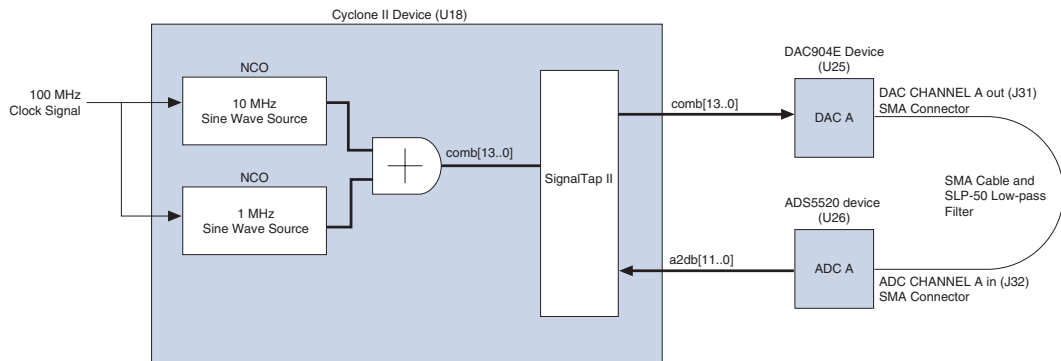 Cyclone II Device (U18)
NCO
10 MHz
Sine Wave Source
100 MHz
Clock Signal
NCO
1 MHz
Sine Wave Source
comb[13..0]
SignalTap II
comb[13..0]
a2db[11..0]
DAC904E Device
(U25)
DAC A
DAC CHANNEL A out (J31)
SMA Connector
SMA Cable and
SLP-50 Low-pass
Filter
ADS5520 device
(U26)
ADC A
ADC CHANNEL A in (J32)
SMA Connector